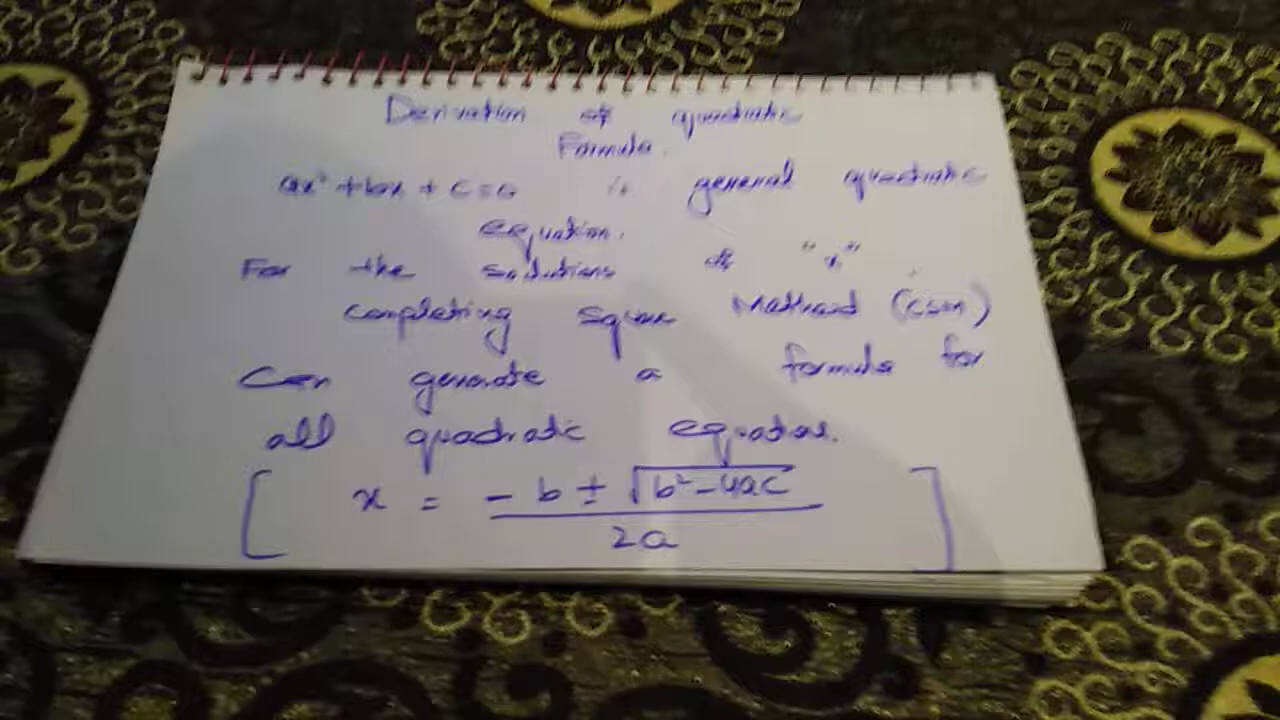 Derivation of quadratic
Formula.
ax² + bx + c = 0 is general quadratic
equation.
For the solutions of "x"
completing square Method (CSM)
Can generate a formula for
all quadratic equation.
[ x = -b ± √b² - 4ac / 2a ]